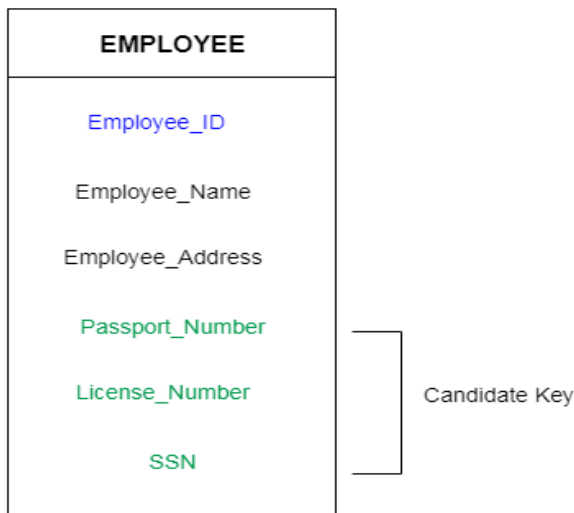 EMPLOYEE
Employee_ID
Employee_Name
Employee_Address
Passport_Number
License_Number
SSN
Candidate Key